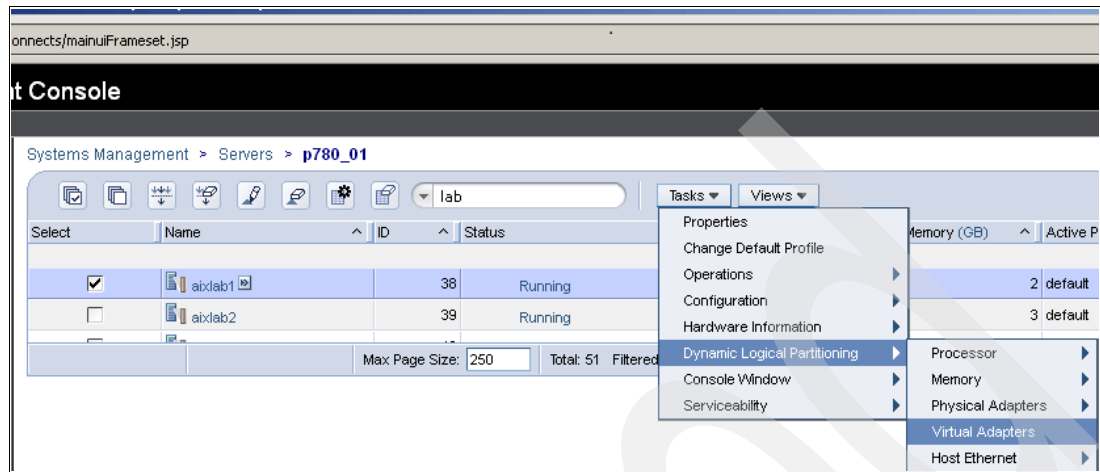 onnects/mainuiFrameset.jsp
t Console
Systems Management > Servers > p780_01
lab Tasks Views
Select Name ID Status Memory (GB) Active P
aixlab1 38 Running 2 default
aixlab2 39 Running 3 default
Max Page Size: 250 Total: 51 Filtered
Properties
Change Default Profile
Operations
Configuration
Hardware Information
Dynamic Logical Partitioning
Console Window
Serviceability
Processor
Memory
Physical Adapters
Virtual Adapters
Host Ethernet